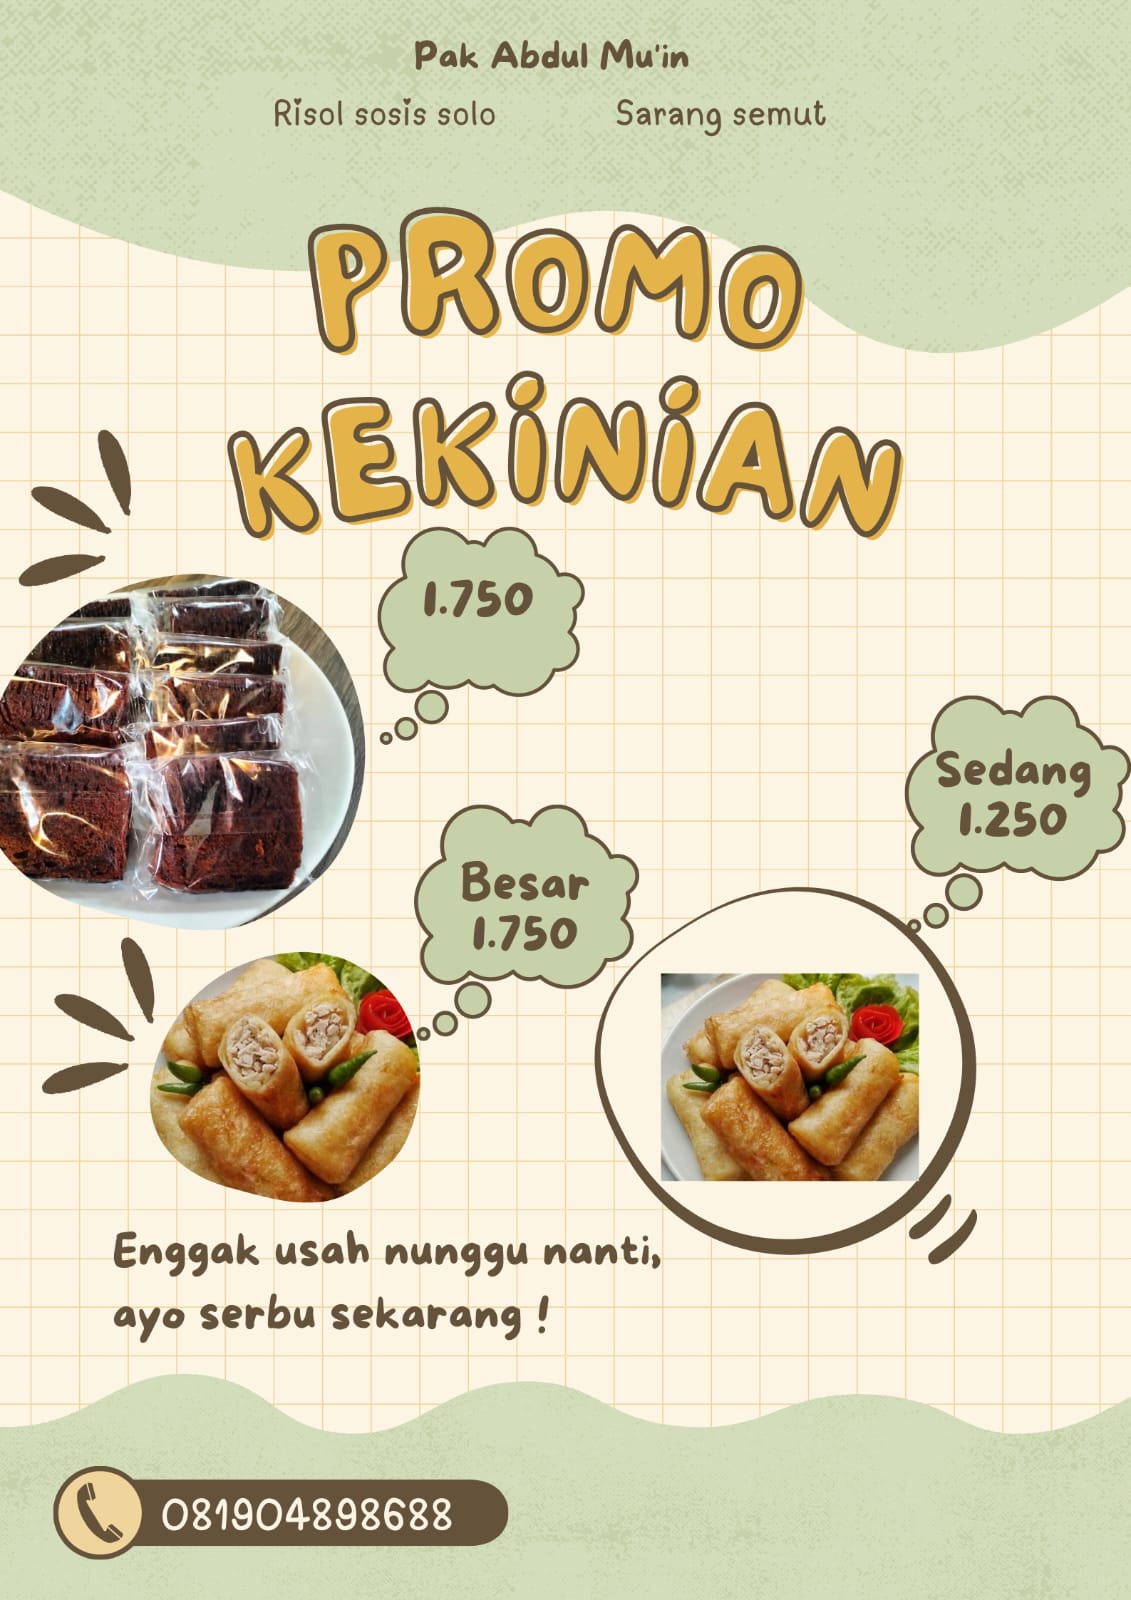 Pak Abdul Mu'in
Risol sosis solo Sarang semut
PROMO
KEKINIAN
1.750
Sedang
1.250
Besar
1.750
Enggak usah nunggu nanti,
ayo serbu sekarang !
081904898688